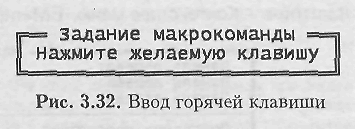 Задание макрокоманды
Нажмите желаемую клавишу
Рис. 3.32. Ввод горячей клавиши